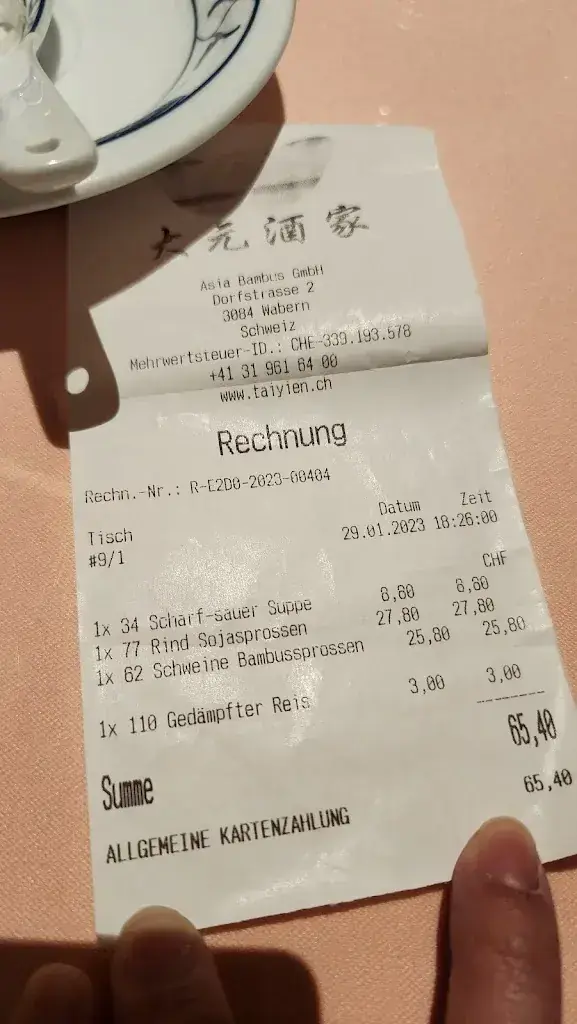 大元酒家
Asia Bambus GmbH
Dorfstrasse 2
3084 Wabern
Schweiz
Mehrwertsteuer-ID.: CHE-339.193.578
+41 31 961 64 00
www.taiyien.ch
Rechnung
Rechn.-Nr.: R-E2D0-2023-00404
Datum Zeit
Tisch 29.01.2023 18:26:00
#9/1
CHF
1x 34 Scharf-sauer Suppe 8,80 8,80
1x 77 Rind Sojasprossen 27,80 27,80
1x 62 Schweine Bambussprossen 25,80 25,80
1x 110 Gedämpfter Reis 3,00 3,00
Summe 65,40
ALLGEMEINE KARTENZAHLUNG 65,40